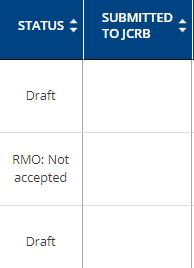 STATUS
SUBMITTED
TO JCRB
Draft
RMO: Not
accepted
Draft